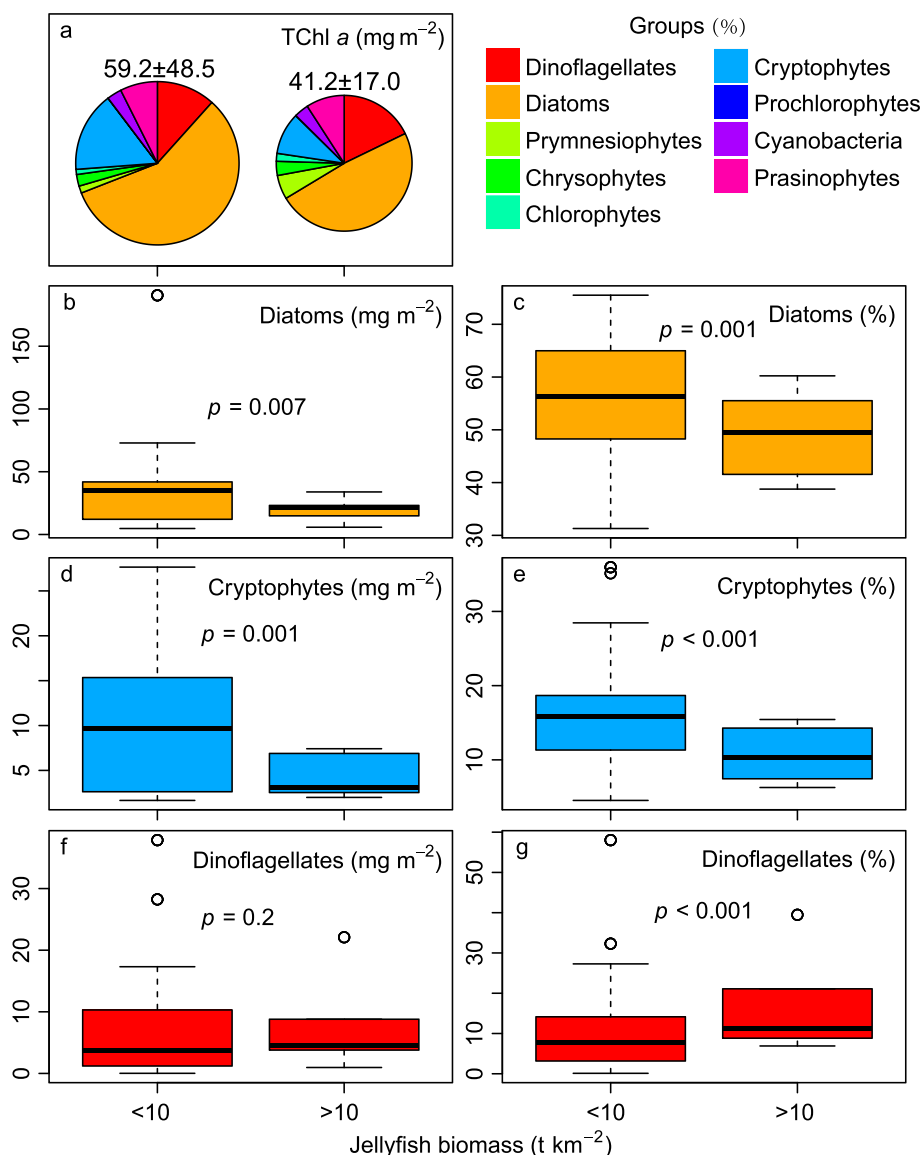 a
TChl a (mg m⁻²)
59.2±48.5
41.2±17.0
Groups (%)
Dinoflagellates
Diatoms
Prymnesiophytes
Chrysophytes
Chlorophytes
Cryptophytes
Prochlorophytes
Cyanobacteria
Prasinophytes
b
Diatoms (mg m⁻²)
p = 0.007
150
100
50
0
c
Diatoms (%)
p = 0.001
70
60
50
40
30
d
Cryptophytes (mg m⁻²)
p = 0.001
20
10
5
e
Cryptophytes (%)
p < 0.001
30
20
10
f
Dinoflagellates (mg m⁻²)
p = 0.2
30
20
10
0
<10
>10
g
Dinoflagellates (%)
p < 0.001
50
30
10
0
<10
>10
Jellyfish biomass (t km⁻²)